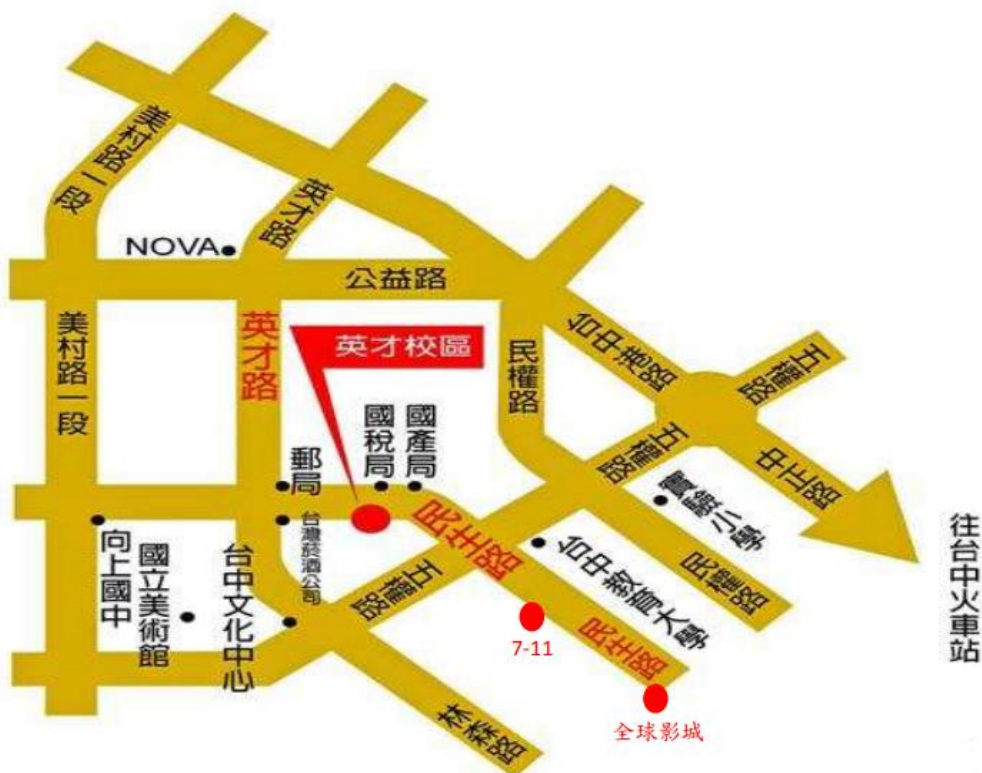 美村路一段
英才路
NOVA
公益路
美村路一段
英才路
英才校區
民權路
台中港路
五權路
五權路
中正路
國稅局
國產局
郵局
台灣菸酒公司
民生路
實驗小學
往台中火車站
向上國中
國立美術館
台中文化中心
五權路
台中教育大學
民權路
7-11
民生路
林森路
全球影城